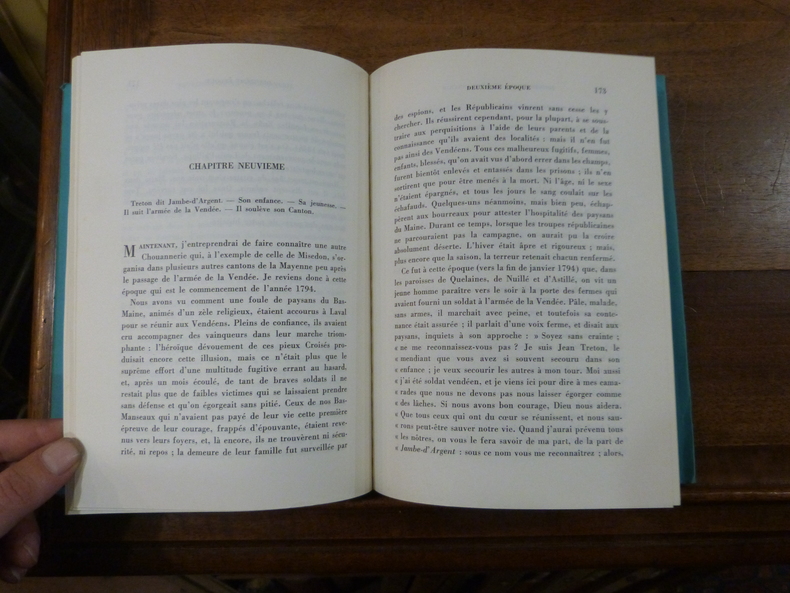 CHAPITRE NEUVIEME
Treton dit Jambe-d'Argent. — Son enfance. — Sa jeunesse. —
Il suit l'armée de la Vendée. — Il soulève son Canton.
MAINTENANT, j'entreprendrai de faire connaître une autre
Chouannerie qui, à l'exemple de celle de Misedon, s'or-
ganisa dans plusieurs autres cantons de la Mayenne peu après
le passage de l'armée de la Vendée. Je reviens donc à cette
époque qui est le commencement de l'année 1794.
Nous avons vu comment une foule de paysans du Bas-
Maine, animés d'un zèle religieux, étaient accourus à Laval
pour se réunir aux Vendéens. Pleins de confiance, ils avaient
cru accompagner des vainqueurs dans leur marche triom-
phante : l'héroïque dévouement de ces pieux Croisés pro-
duisait encore cette illusion, mais ce n'était plus que le
suprême effort d'une multitude fugitive errant au hasard,
et, après un mois écoulé, de tant de braves soldats il ne
restait plus que de faibles victimes qui se laissaient prendre
sans défense et qu'on égorgeait sans pitié. Ceux de nos Bas-
Manseaux qui n'avaient pas payé de leur vie cette première
épreuve de leur courage, frappés d'épouvante, étaient reve-
nus vers leurs foyers, et, là encore, ils ne trouvèrent ni sécu-
rité, ni repos ; la demeure de leur famille fut surveillée par
DEUXIÈME ÉPOQUE
173
des espions, et les Républicains vinrent sans cesse les y
chercher. Ils réussirent cependant, pour la plupart, à se sous-
traire aux perquisitions à l'aide de leurs parents et de la
connaissance qu'ils avaient des localités : mais il n'en fut
pas ainsi des Vendéens. Tous ces malheureux fugitifs, femmes,
enfants, blessés, qu'on avait vus d'abord errer dans les champs,
furent bientôt enlevés et entassés dans les prisons ; ils n'en
sortirent que pour être menés à la mort. Ni l'âge, ni le sexe
n'étaient épargnés, et tous les jours le sang coulait sur les
échafauds. Quelques-uns néanmoins, mais bien peu, échap-
pèrent aux bourreaux pour attester l'hospitalité des paysans
du Maine. Durant ce temps, lorsque les troupes républicaines
ne parcouraient pas la campagne, on aurait pu la croire
absolument déserte. L'hiver était âpre et rigoureux ; mais,
plus encore que la saison, la terreur retenait chacun renfermé.
Ce fut à cette époque (vers la fin de janvier 1794) que, dans
les paroisses de Quelaines, de Nuillé et d'Astillé, on vit un
jeune homme paraître vers le soir à la porte des fermes qui
avaient fourni un soldat à l'armée de la Vendée. Pâle, malade,
sans armes, il marchait avec peine, et toutefois sa conte-
nance était assurée ; il parlait d'une voix ferme, et disait aux
paysans, inquiets à son approche : « Soyez sans crainte ;
« ne me reconnaissez-vous pas ? Je suis Jean Treton, le
« mendiant que vous avez si souvent secouru dans son
« enfance ; je veux secourir les autres à mon tour. Moi aussi
« j'ai été soldat vendéen, et je viens ici pour dire à mes cama-
« rades que nous ne devons pas nous laisser égorger comme
« des lâches. Si nous avons bon courage, Dieu nous aidera.
« Que tous ceux qui ont du cœur se réunissent, et nous sau-
« rons peut-être sauver notre vie. Quand j'aurai prévenu tous
« les nôtres, on vous le fera savoir de ma part, de la part de
« Jambe-d'Argent : sous ce nom vous me reconnaîtrez ; alors,